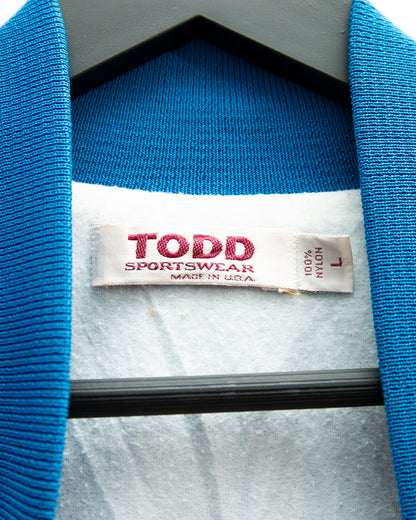 TODD
SPORTSWEAR
MADE IN U.S.A.
100%
NYLON
L